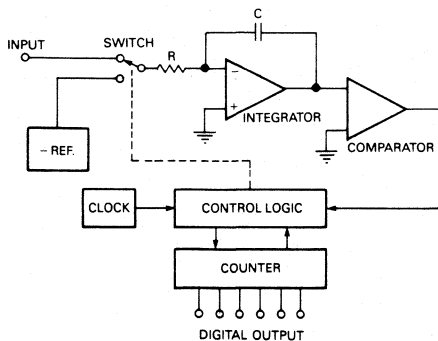 C
INPUT
SWITCH
R
−
+
INTEGRATOR
COMPARATOR
− REF.
CLOCK
CONTROL LOGIC
COUNTER
DIGITAL OUTPUT